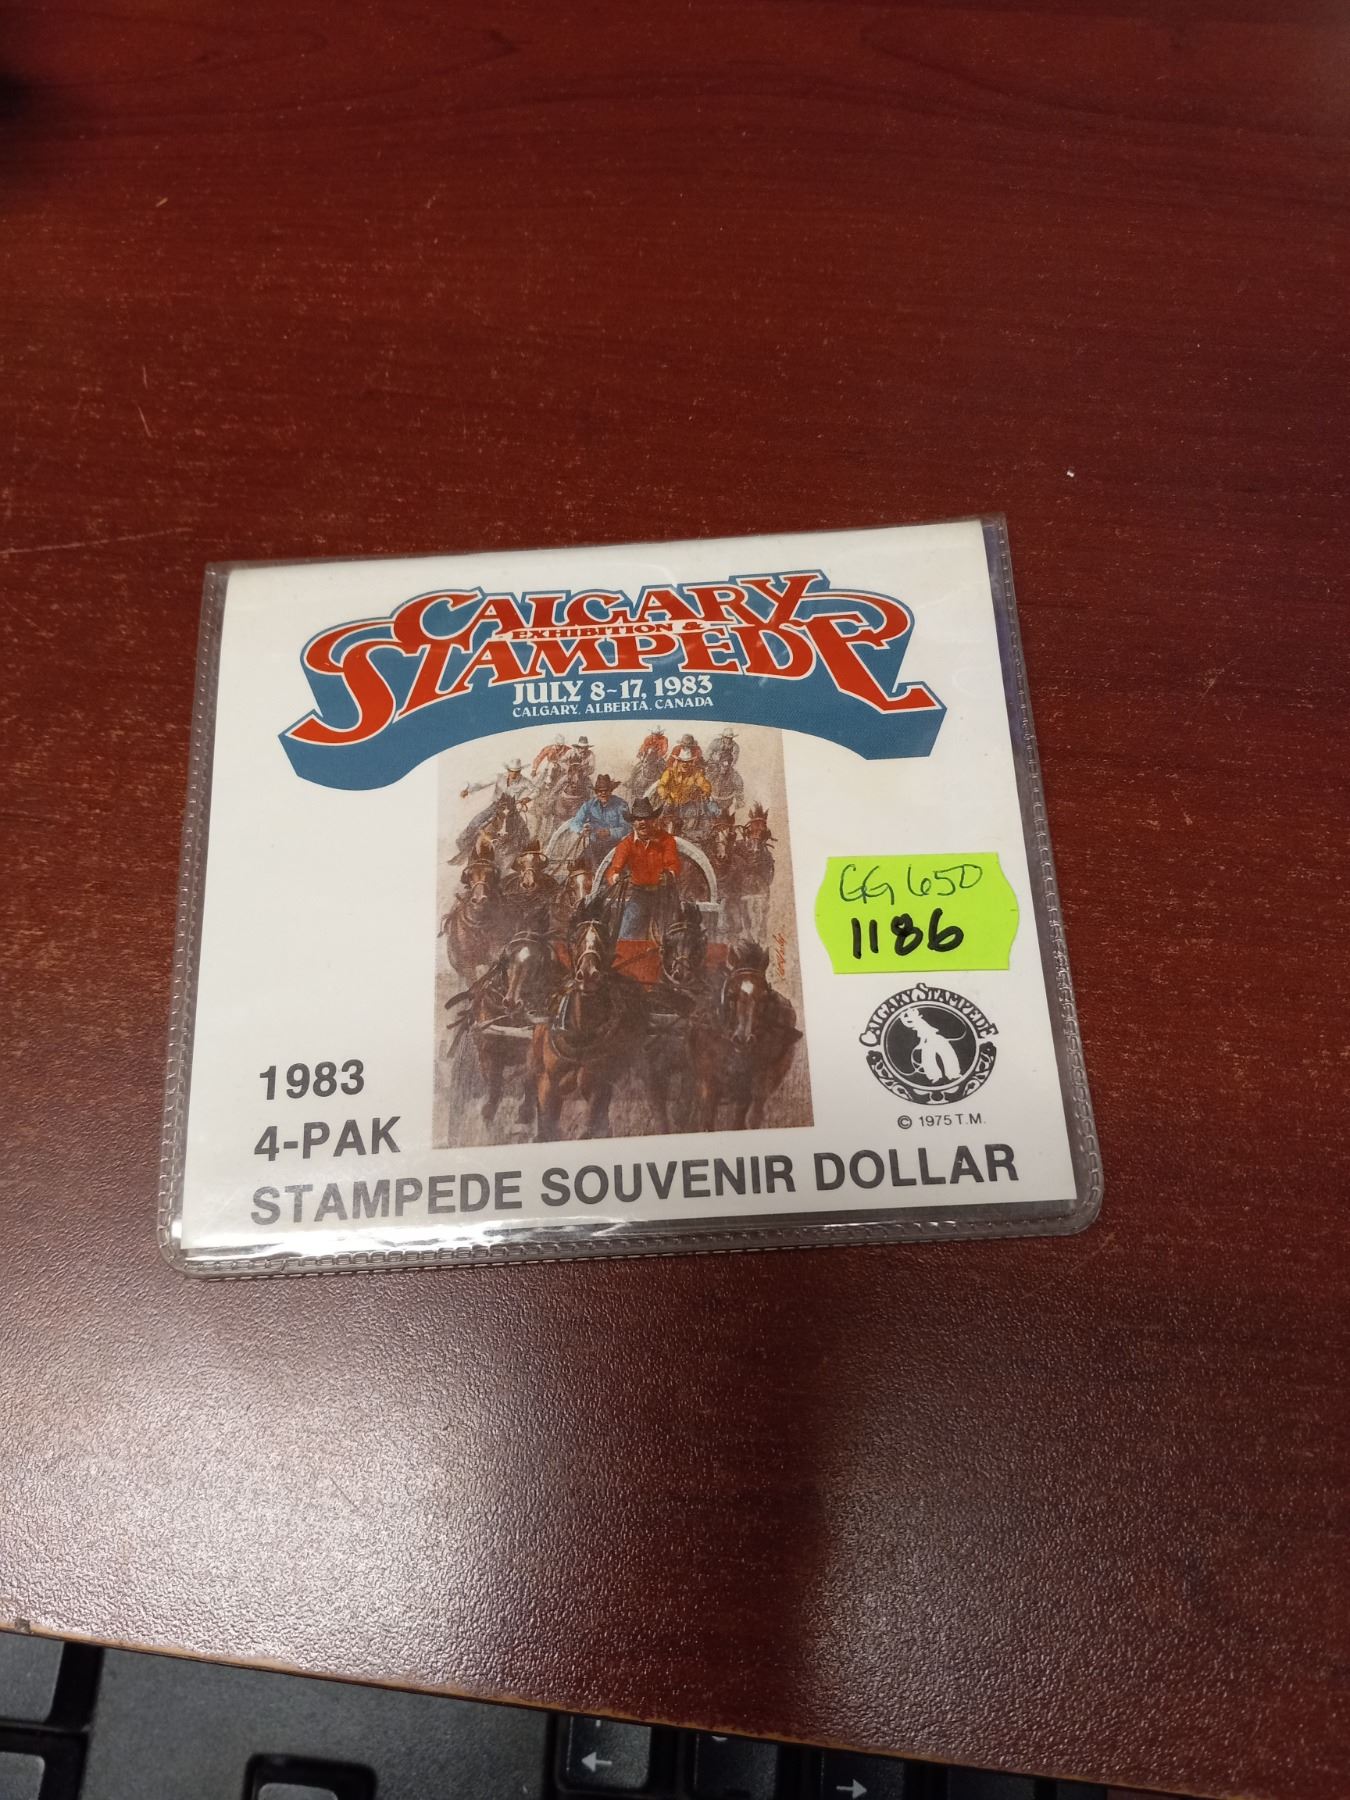 CALGARY
EXHIBITION &
STAMPEDE
JULY 8-17, 1983
CALGARY, ALBERTA, CANADA
GG 650
1186
CALGARY STAMPEDE
© 1975 T.M.
1983
4-PAK
STAMPEDE SOUVENIR DOLLAR
←
→